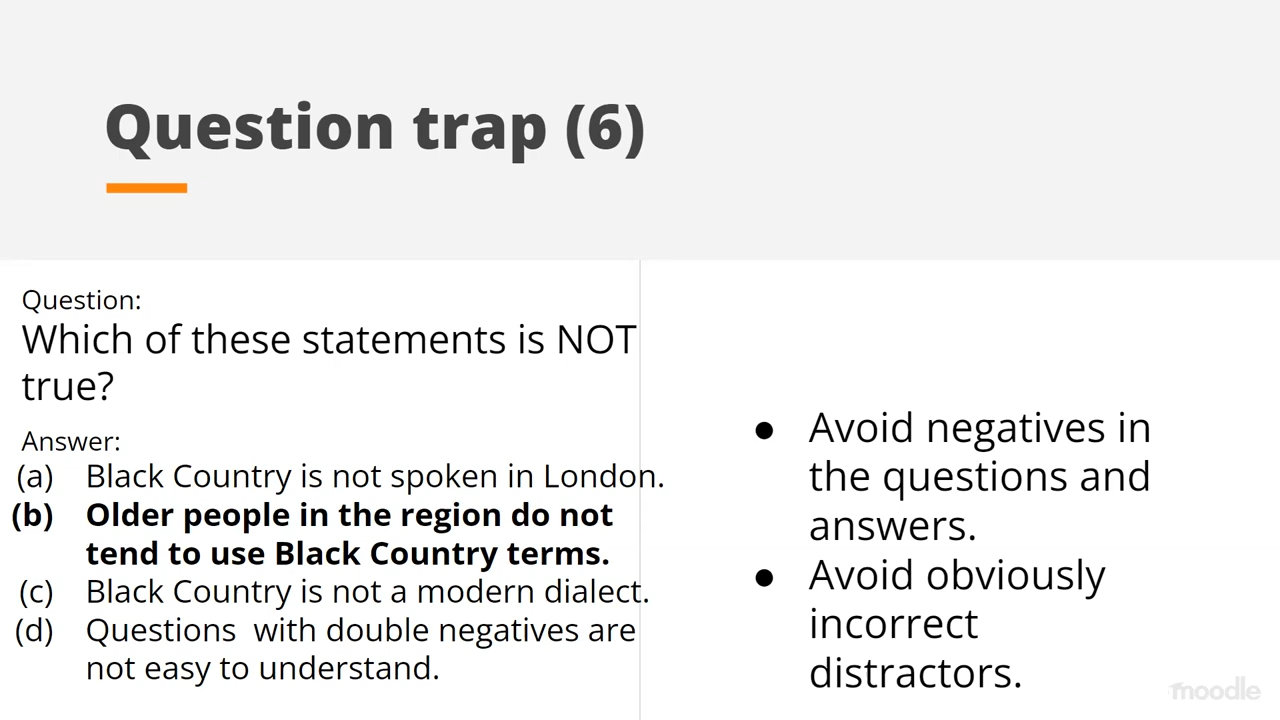 Question trap (6)
Question:
Which of these statements is NOT
true?
Answer:
(a) Black Country is not spoken in London.
(b) Older people in the region do not
tend to use Black Country terms.
(c) Black Country is not a modern dialect.
(d) Questions  with double negatives are
not easy to understand.
● Avoid negatives in
the questions and
answers.
● Avoid obviously
incorrect
distractors.
moodle